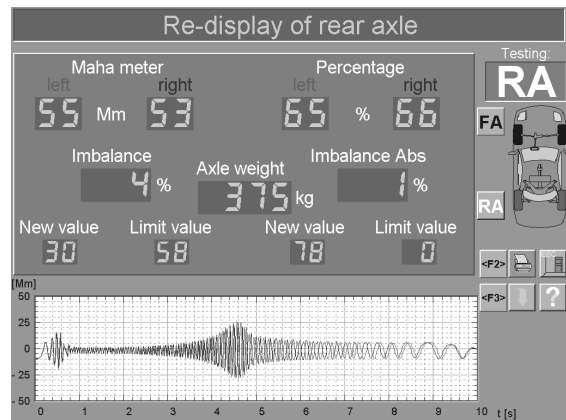 Re-display of rear axle
Testing:
RA
Maha meter Percentage
left right left right
55 Mm 53 65 % 66
FA
Imbalance Axle weight Imbalance Abs
4 % 375 kg 1 %
RA
New value Limit value New value Limit value
30 58 78 0
<F2>
<F3> ?
[Mm]
50
25
0
- 25
- 50
0 1 2 3 4 5 6 7 8 9 10 t [s]